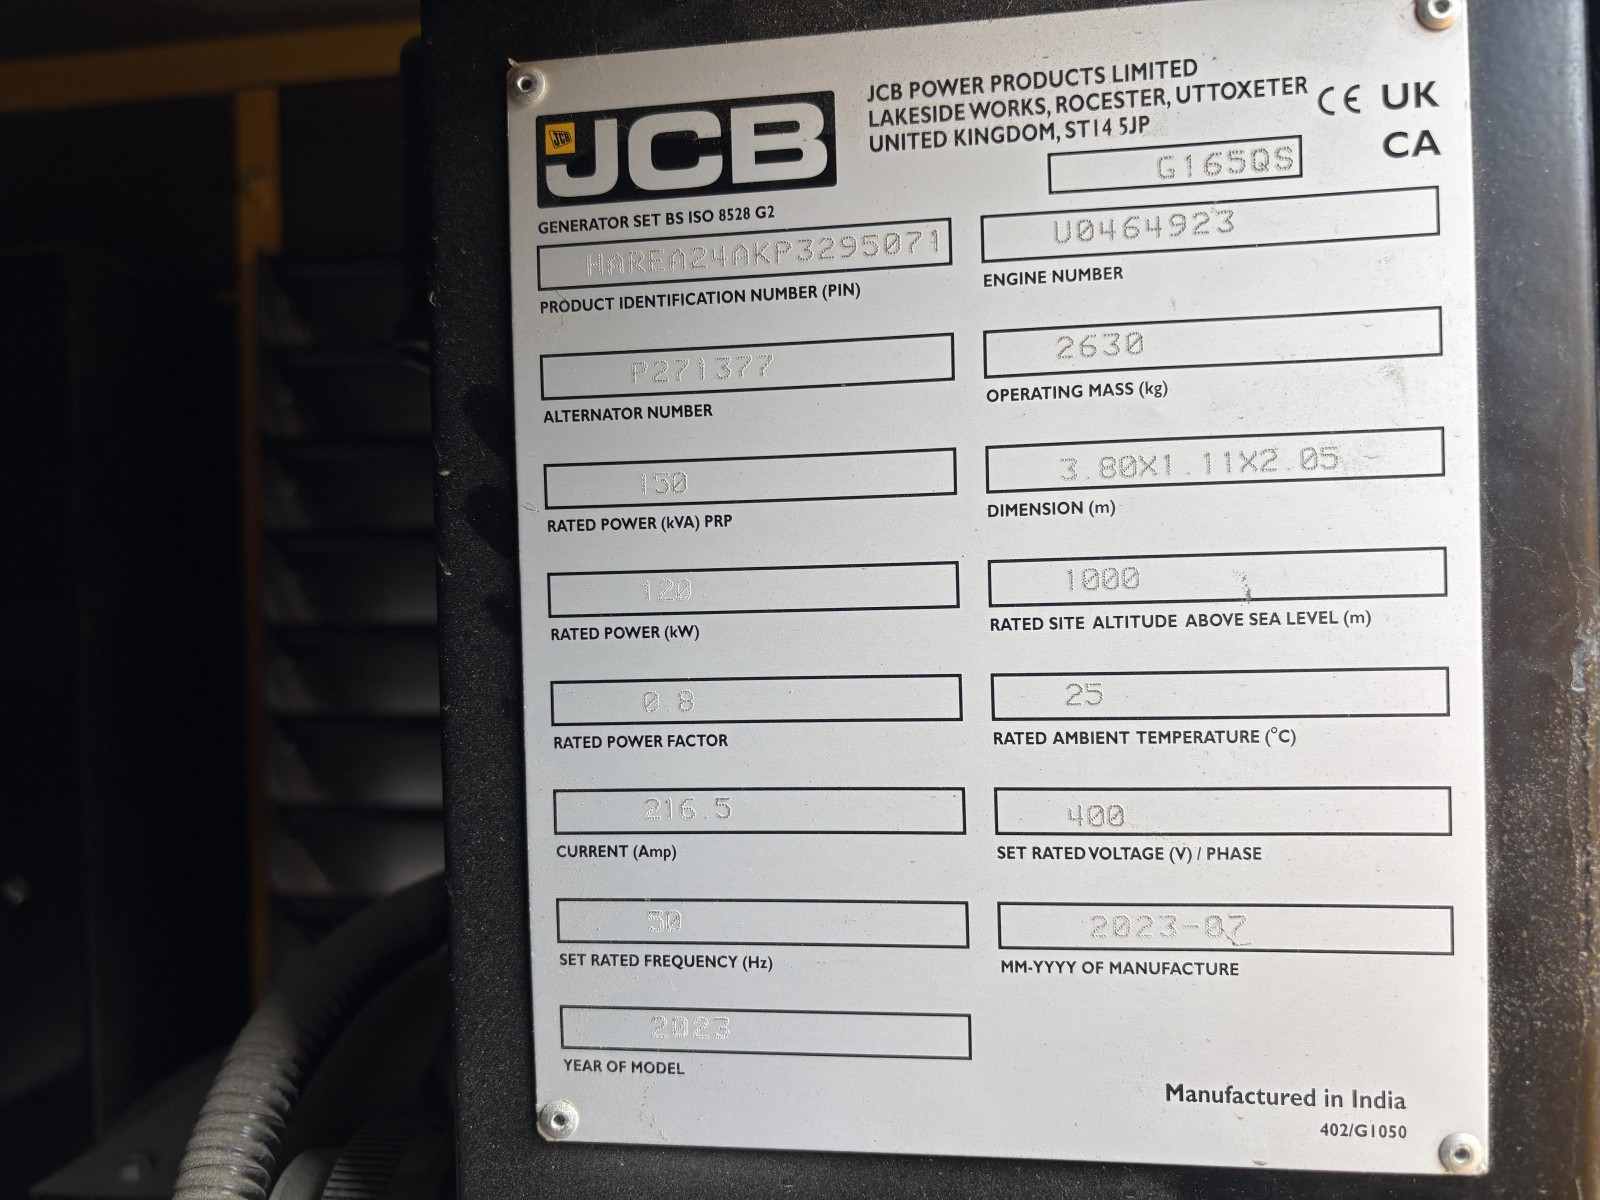 JCB
JCB
JCB POWER PRODUCTS LIMITED
LAKESIDE WORKS, ROCESTER, UTTOXETER
UNITED KINGDOM, ST14 5JP
CE UK
CA
G165QS
GENERATOR SET BS ISO 8528 G2
HAREA24AKP3295071
PRODUCT IDENTIFICATION NUMBER (PIN)
U0464923
ENGINE NUMBER
P271377
ALTERNATOR NUMBER
2630
OPERATING MASS (kg)
150
RATED POWER (kVA) PRP
3.80X1.11X2.05
DIMENSION (m)
120
RATED POWER (kW)
1000
RATED SITE ALTITUDE ABOVE SEA LEVEL (m)
0.8
RATED POWER FACTOR
25
RATED AMBIENT TEMPERATURE (°C)
216.5
CURRENT (Amp)
400
SET RATED VOLTAGE (V) / PHASE
50
SET RATED FREQUENCY (Hz)
2023-07
MM-YYYY OF MANUFACTURE
2023
YEAR OF MODEL
Manufactured in India
402/G1050